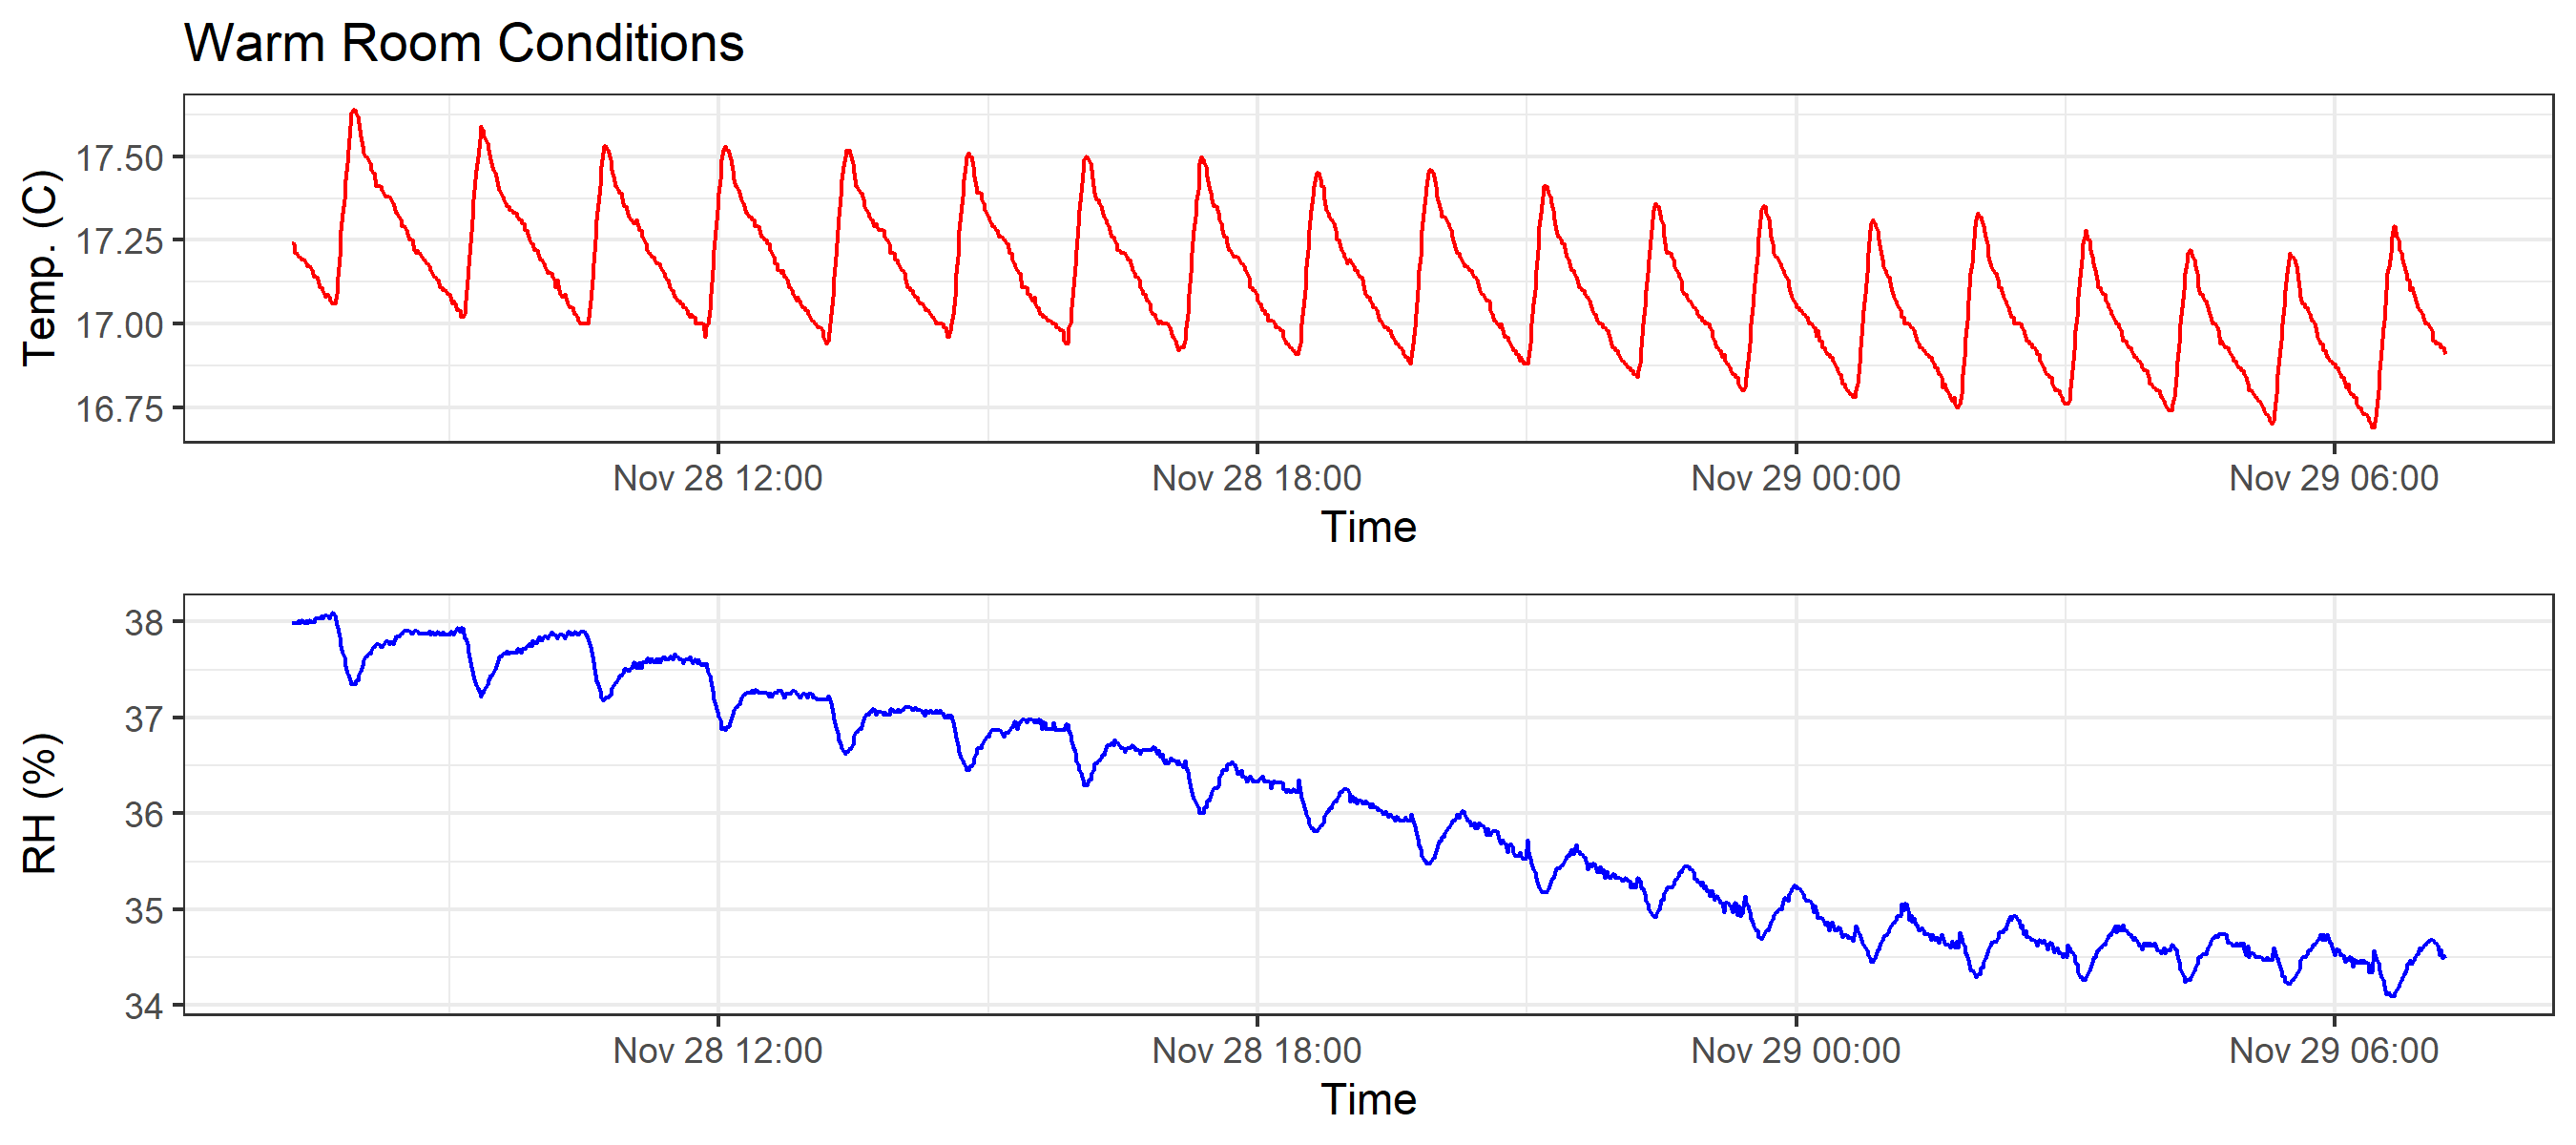 Warm Room Conditions
Temp. (C)
17.50
17.25
17.00
16.75
Nov 28 12:00 Nov 28 18:00 Nov 29 00:00 Nov 29 06:00
Time
RH (%)
38
37
36
35
34
Nov 28 12:00 Nov 28 18:00 Nov 29 00:00 Nov 29 06:00
Time